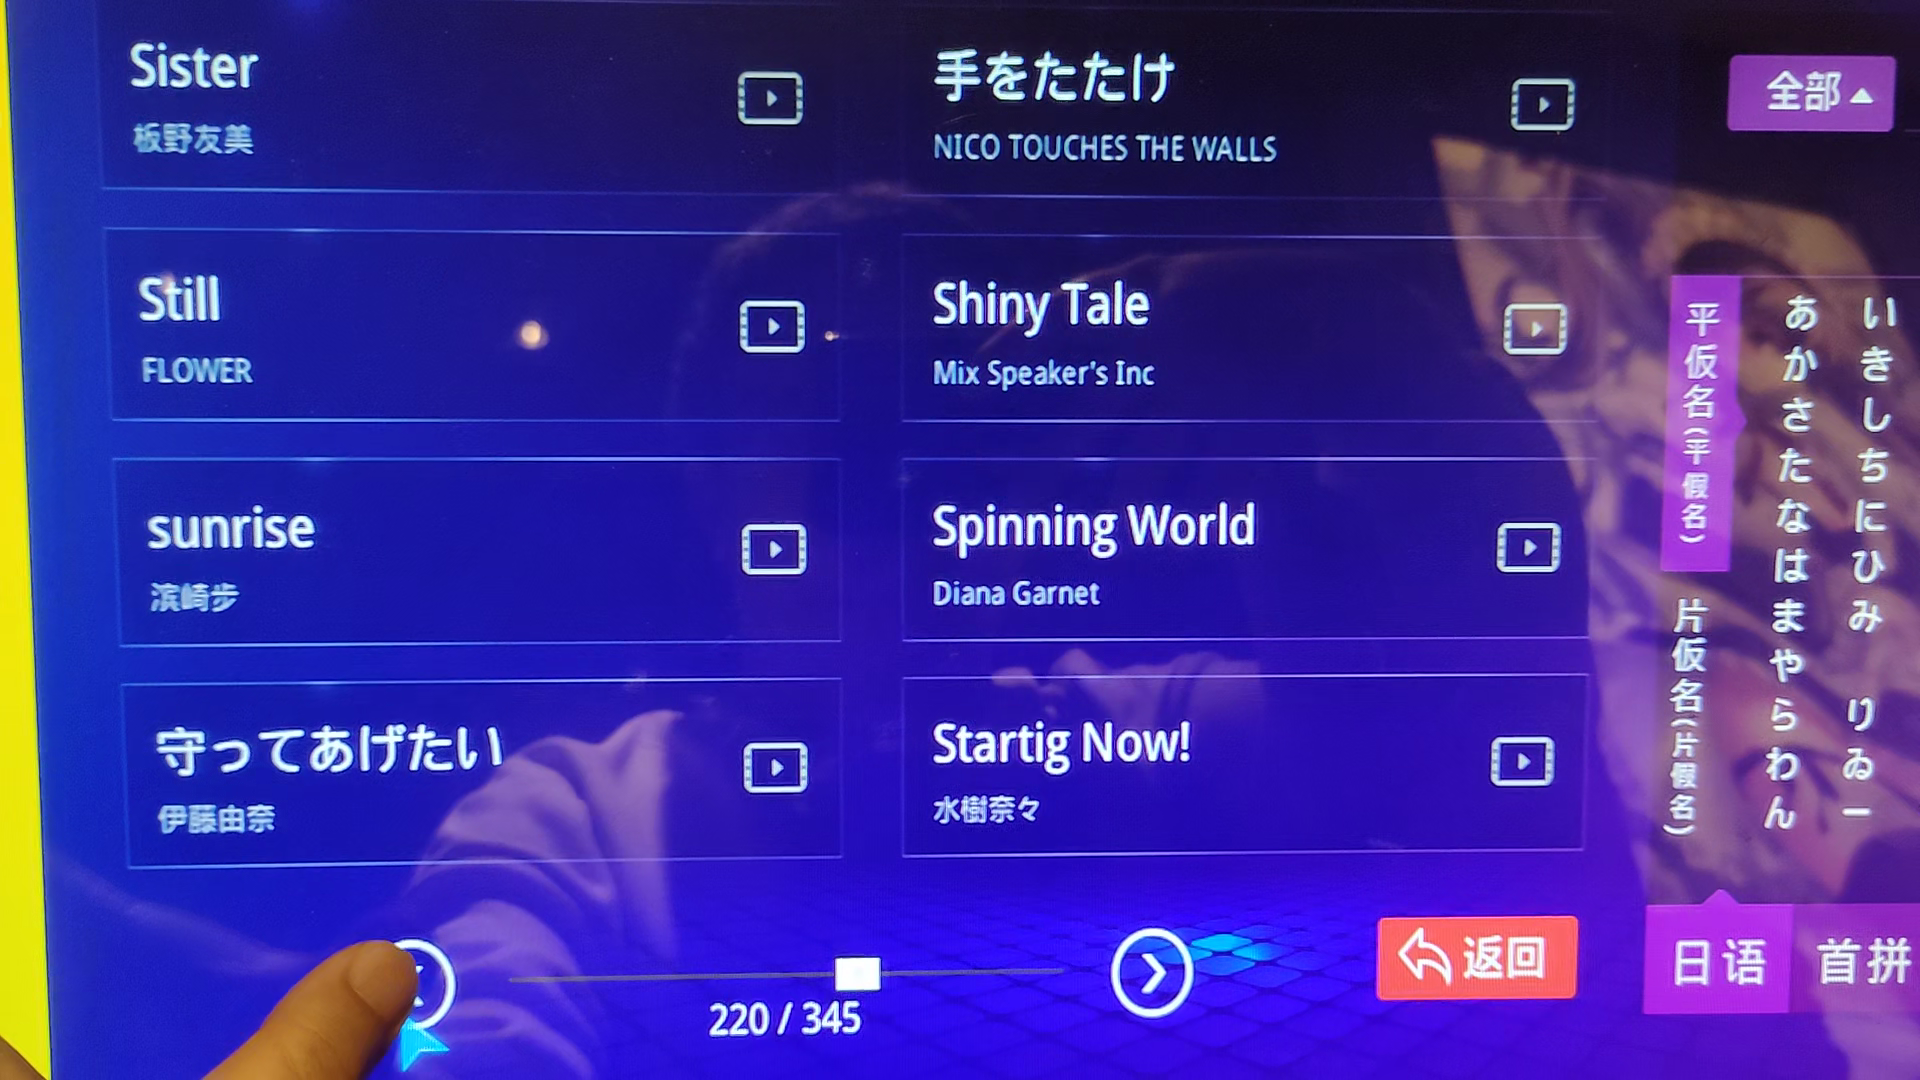 Sister
板野友美
手をたたけ
NICO TOUCHES THE WALLS
全部
Still
FLOWER
Shiny Tale
Mix Speaker's Inc
sunrise
滨崎步
Spinning World
Diana Garnet
守ってあげたい
伊藤由奈
Startig Now!
水樹奈々
平仮名(平假名)
片仮名(片假名)
あかさたなはまやらわん
いきしちにひみ りゐー
220 / 345
返回
日语
首拼